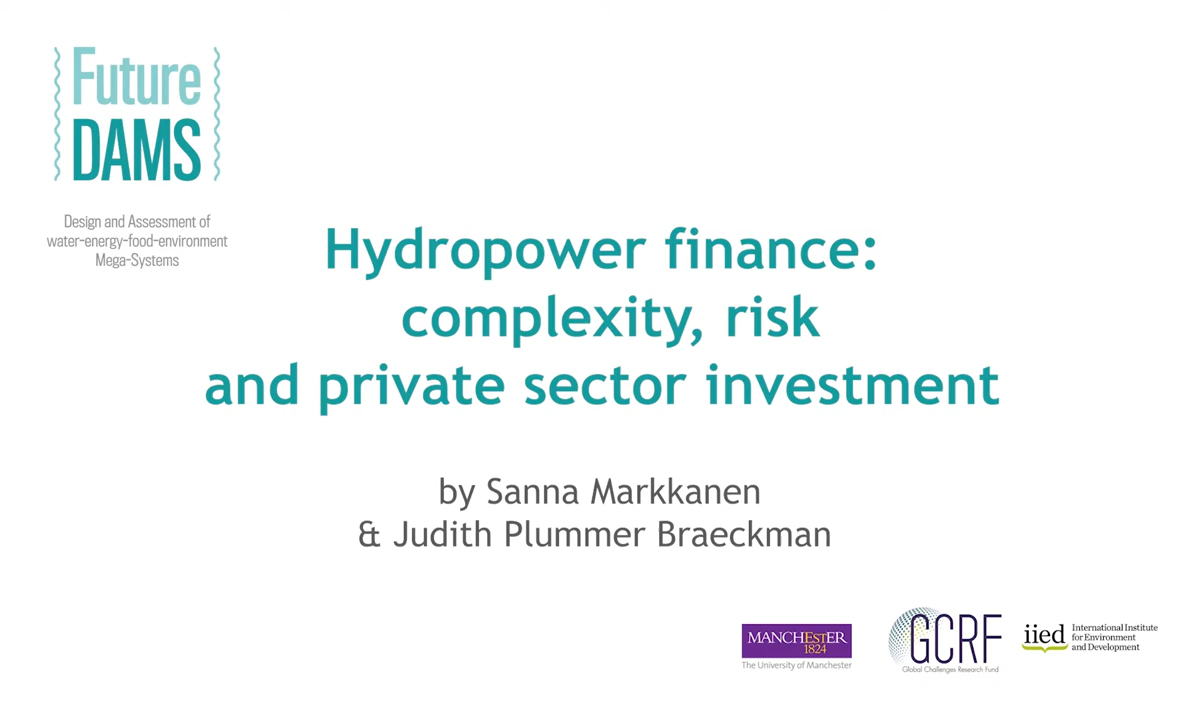 Future
DAMS
Design and Assessment of
water-energy-food-environment
Mega-Systems
Hydropower finance:
complexity, risk
and private sector investment
by Sanna Markkanen
& Judith Plummer Braeckman
MANCHESTER
1824
The University of Manchester
GCRF
Global Challenges Research Fund
iied
International Institute
for Environment
and Development